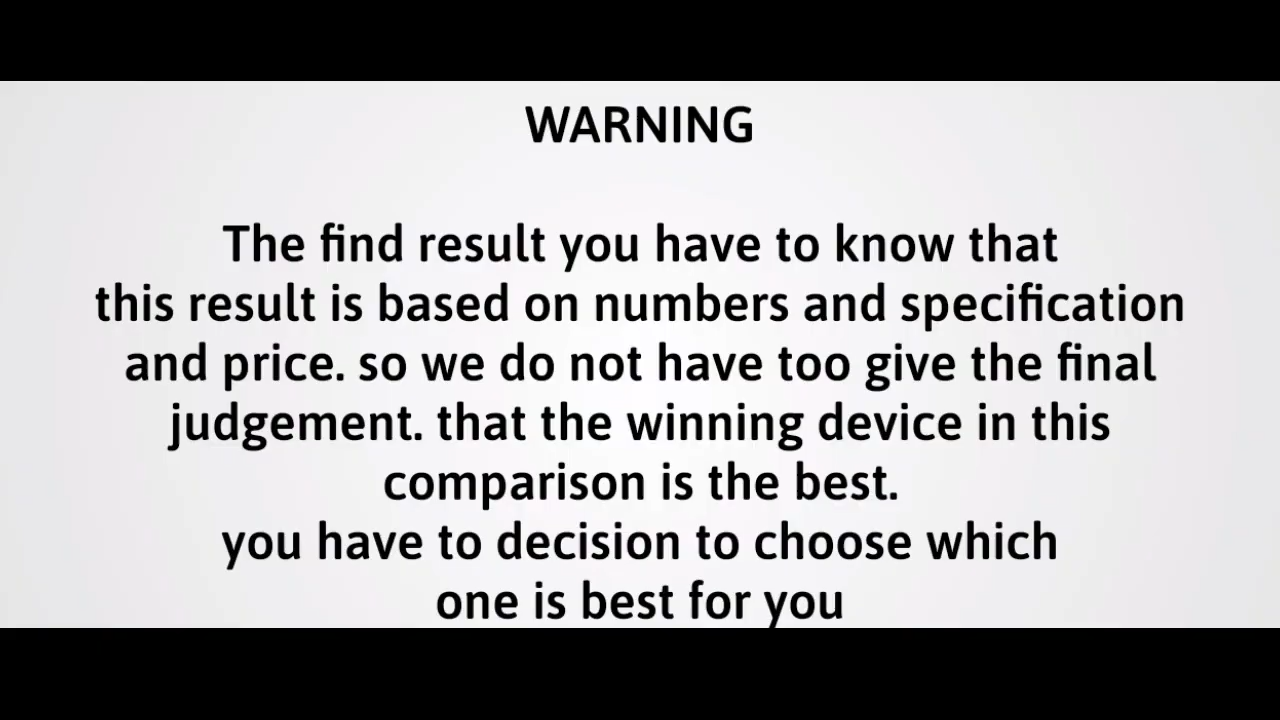 WARNING
The find result you have to know that
this result is based on numbers and specification
and price. so we do not have too give the final
judgement. that the winning device in this
comparison is the best.
you have to decision to choose which
one is best for you